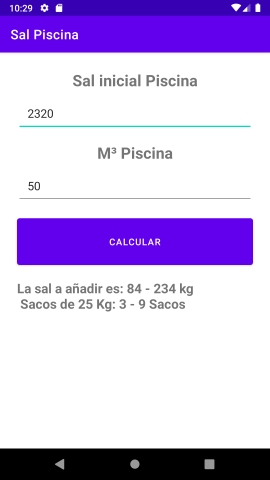 10:29
Sal Piscina
Sal inicial Piscina
2320
M³ Piscina
50
CALCULAR
La sal a añadir es: 84 - 234 kg
Sacos de 25 Kg: 3 - 9 Sacos